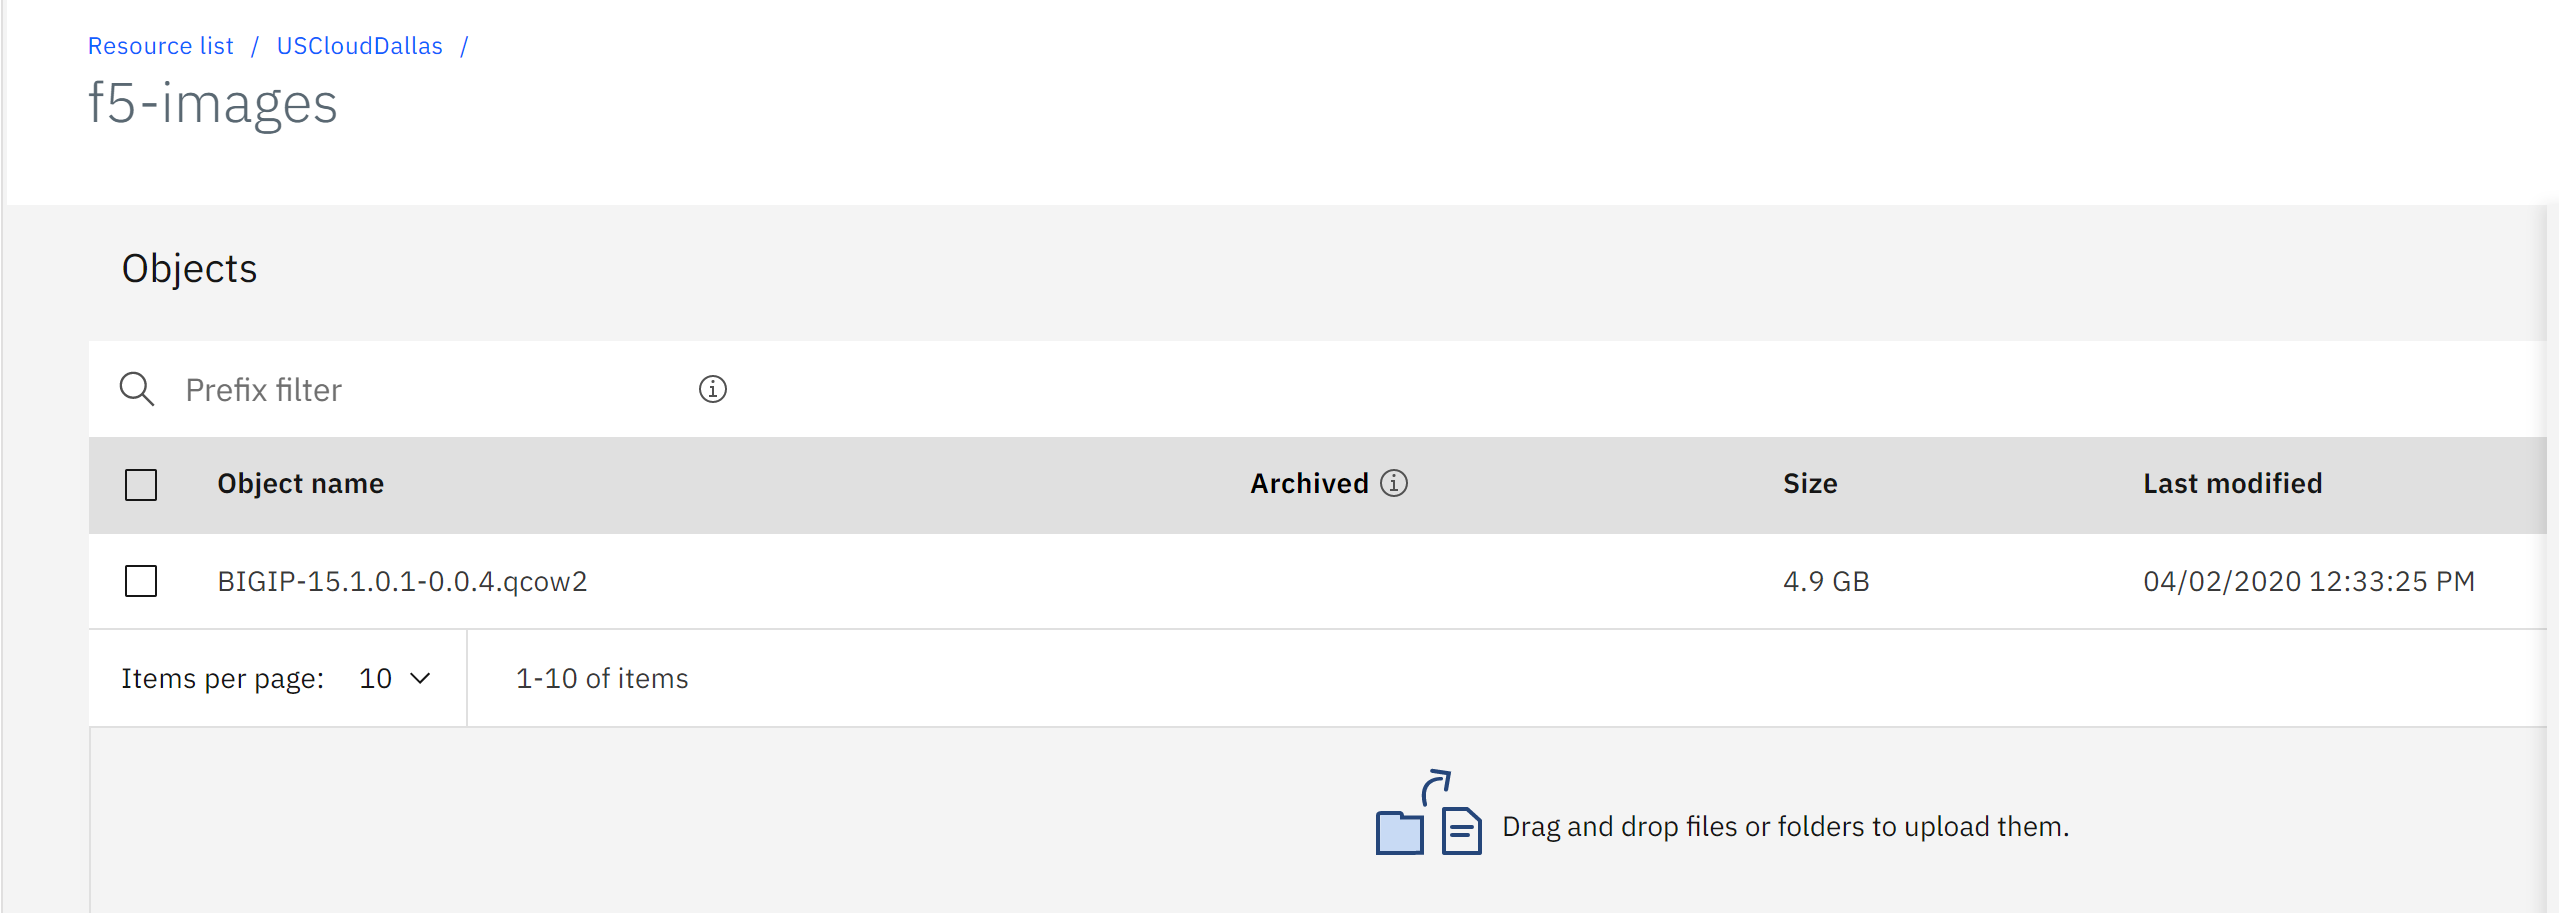 Resource list / USCloudDallas /
f5-images
Objects
Prefix filter
Object name Archived Size Last modified
BIGIP-15.1.0.1-0.0.4.qcow2 4.9 GB 04/02/2020 12:33:25 PM
Items per page: 10 1-10 of items
Drag and drop files or folders to upload them.